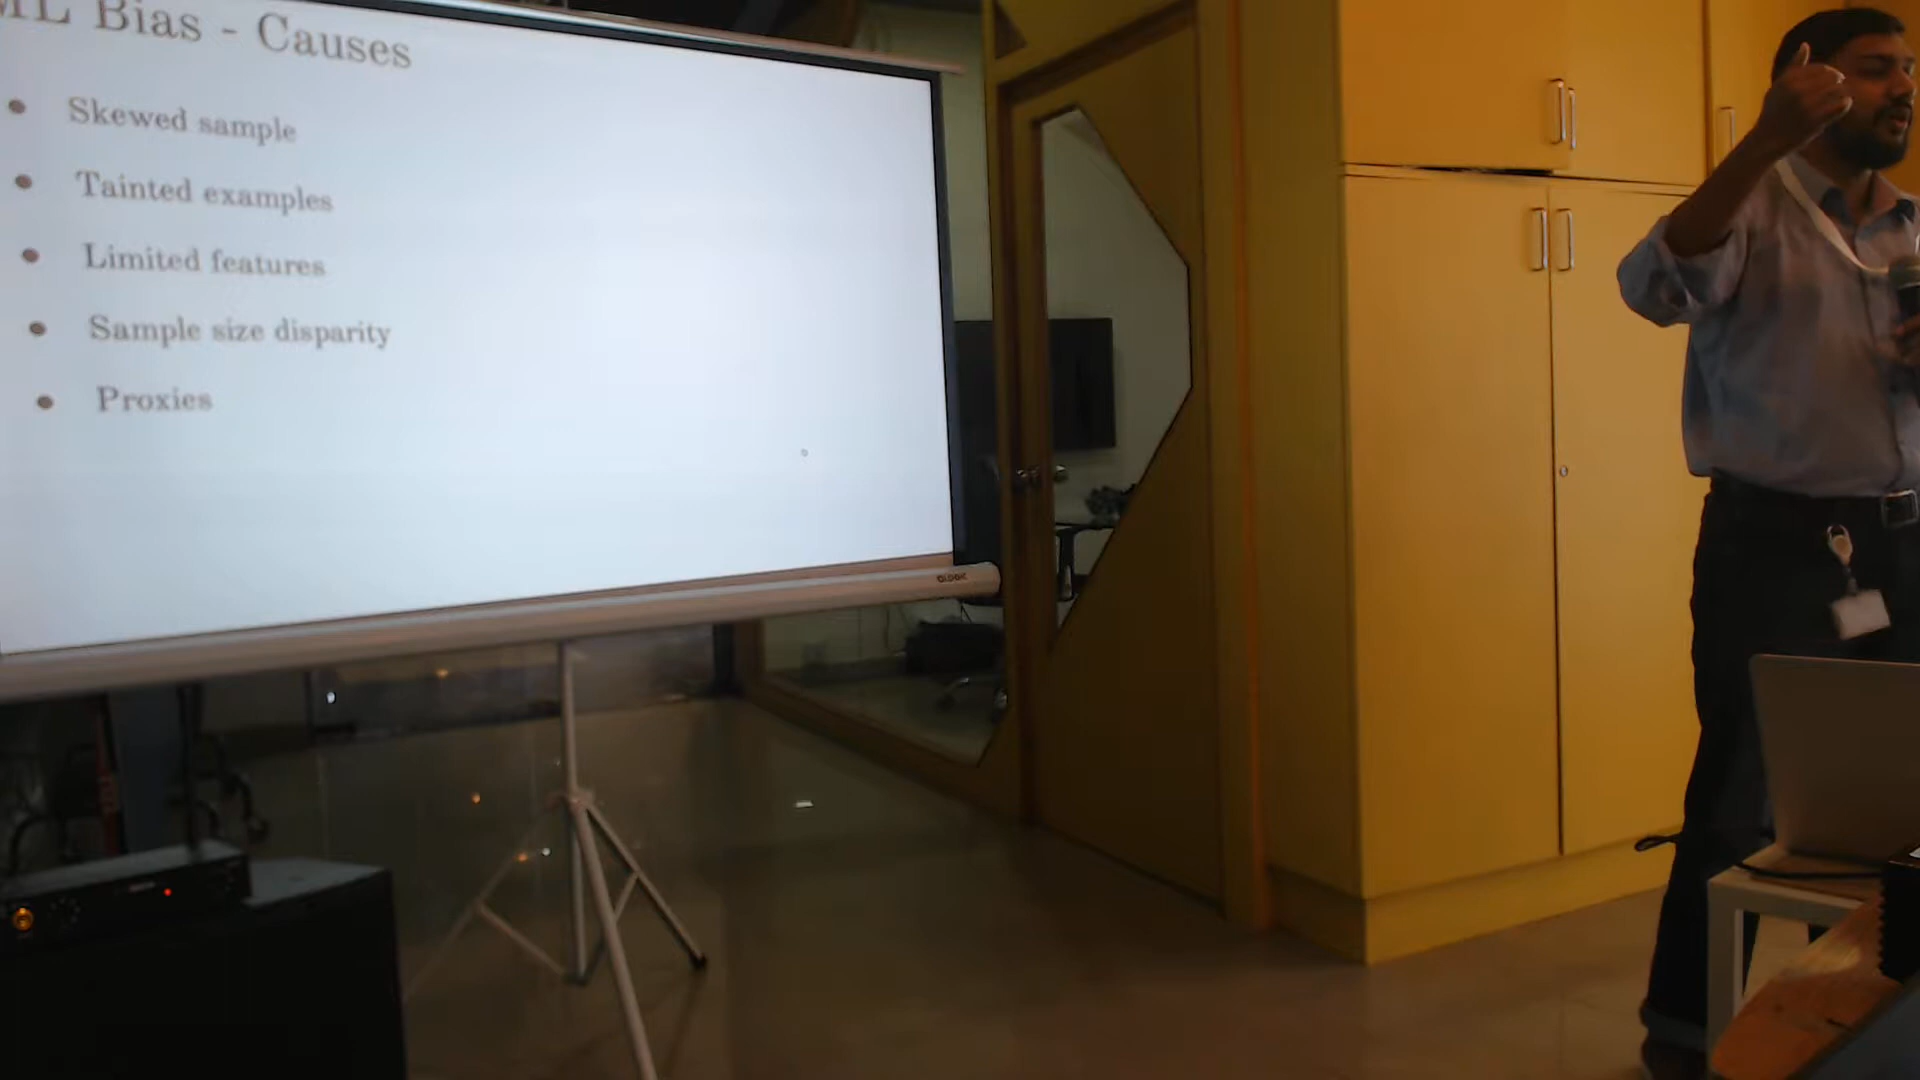 ML Bias - Causes
Skewed sample
Tainted examples
Limited features
Sample size disparity
Proxies